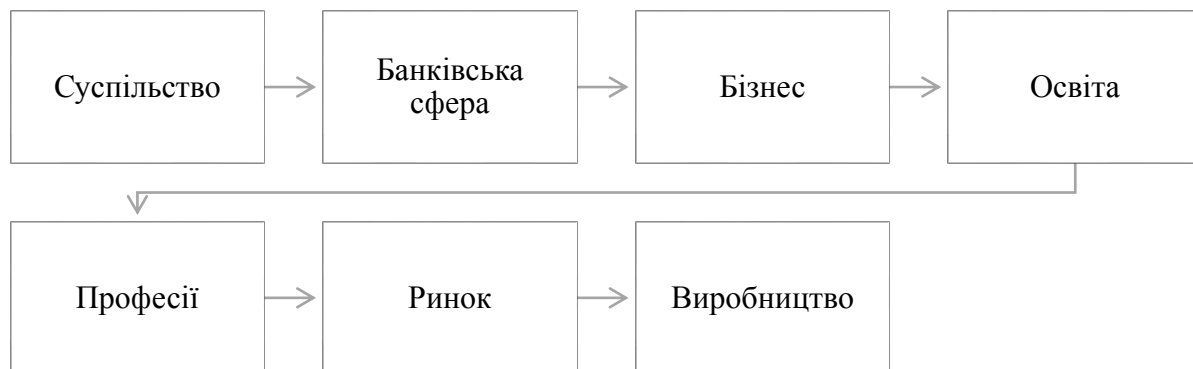 Суспільство
Банківська
сфера
Бізнес
Освіта
Професії
Ринок
Виробництво